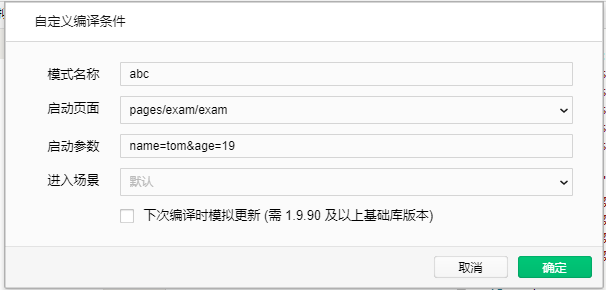 自定义编译条件
模式名称 abc
启动页面 pages/exam/exam
启动参数 name=tom&age=19
进入场景 默认
下次编译时模拟更新 (需 1.9.90 及以上基础库版本)
取消 确定